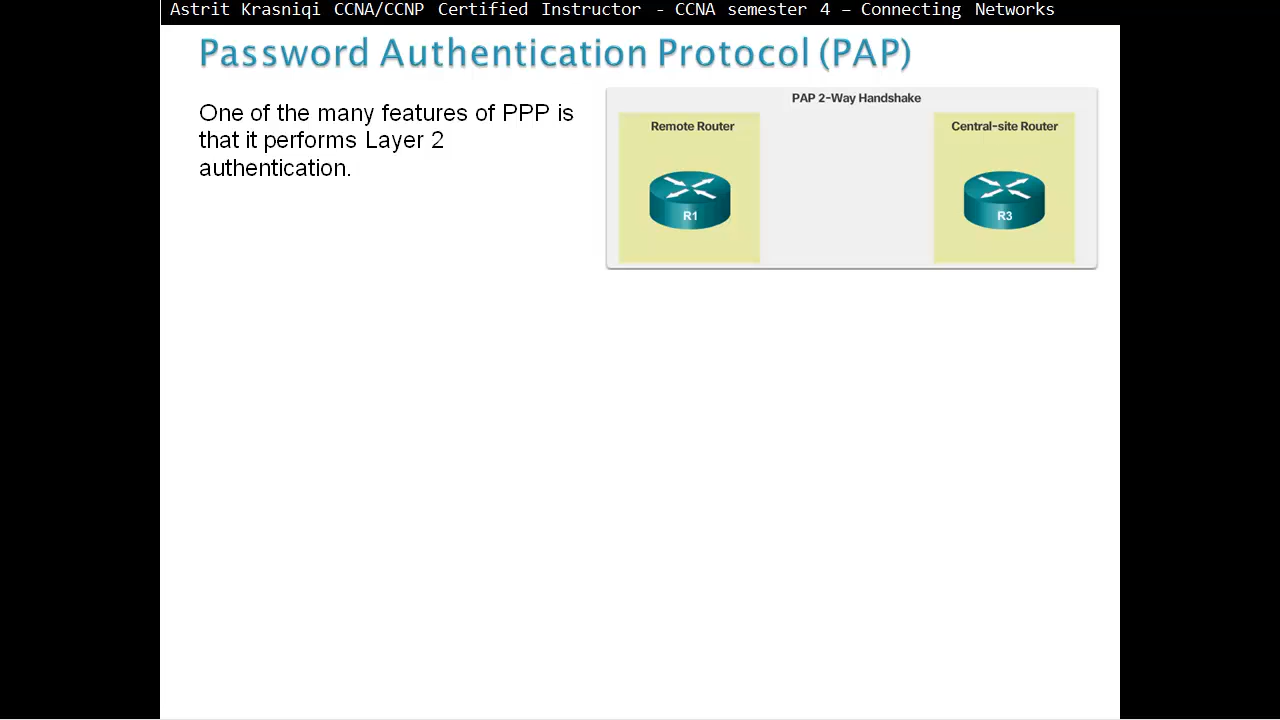 Astrit Krasniqi CCNA/CCNP Certified Instructor - CCNA semester 4 – Connecting Networks
Password Authentication Protocol (PAP)
One of the many features of PPP is
that it performs Layer 2
authentication.
PAP 2-Way Handshake
Remote Router
Central-site Router
R1
R3